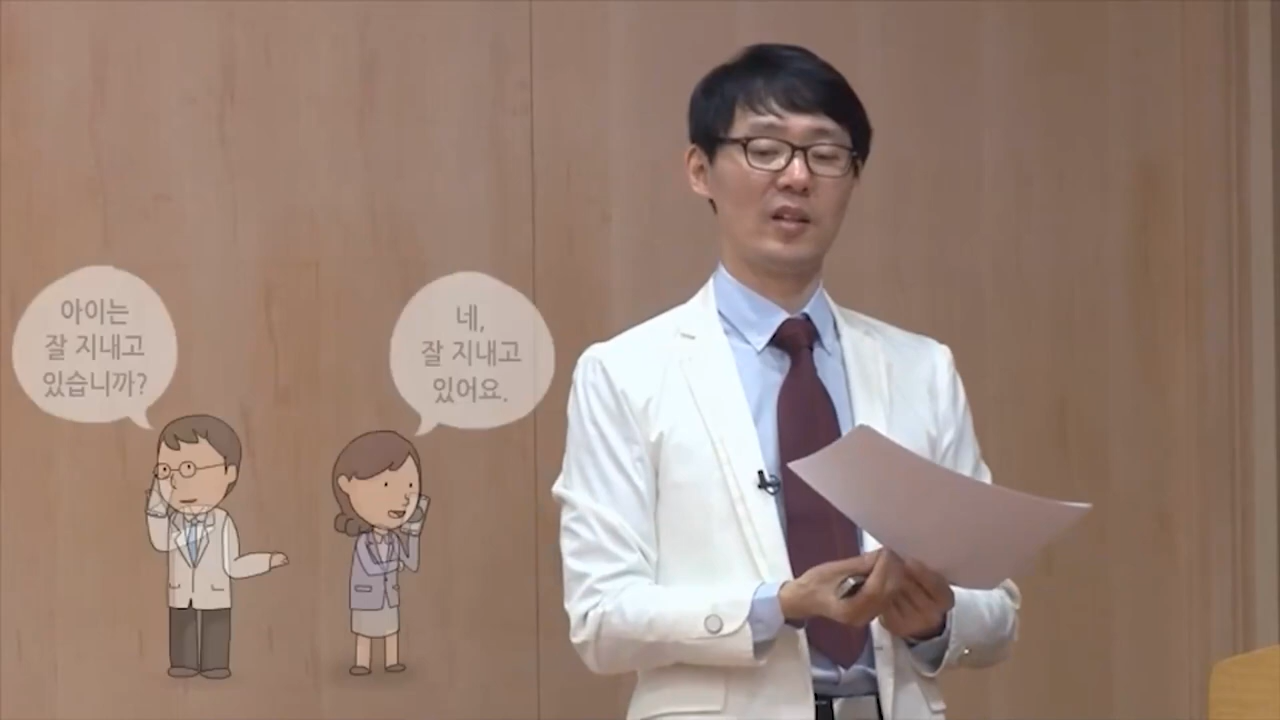 아이는
잘 지내고
있습니까?
네,
잘 지내고
있어요.